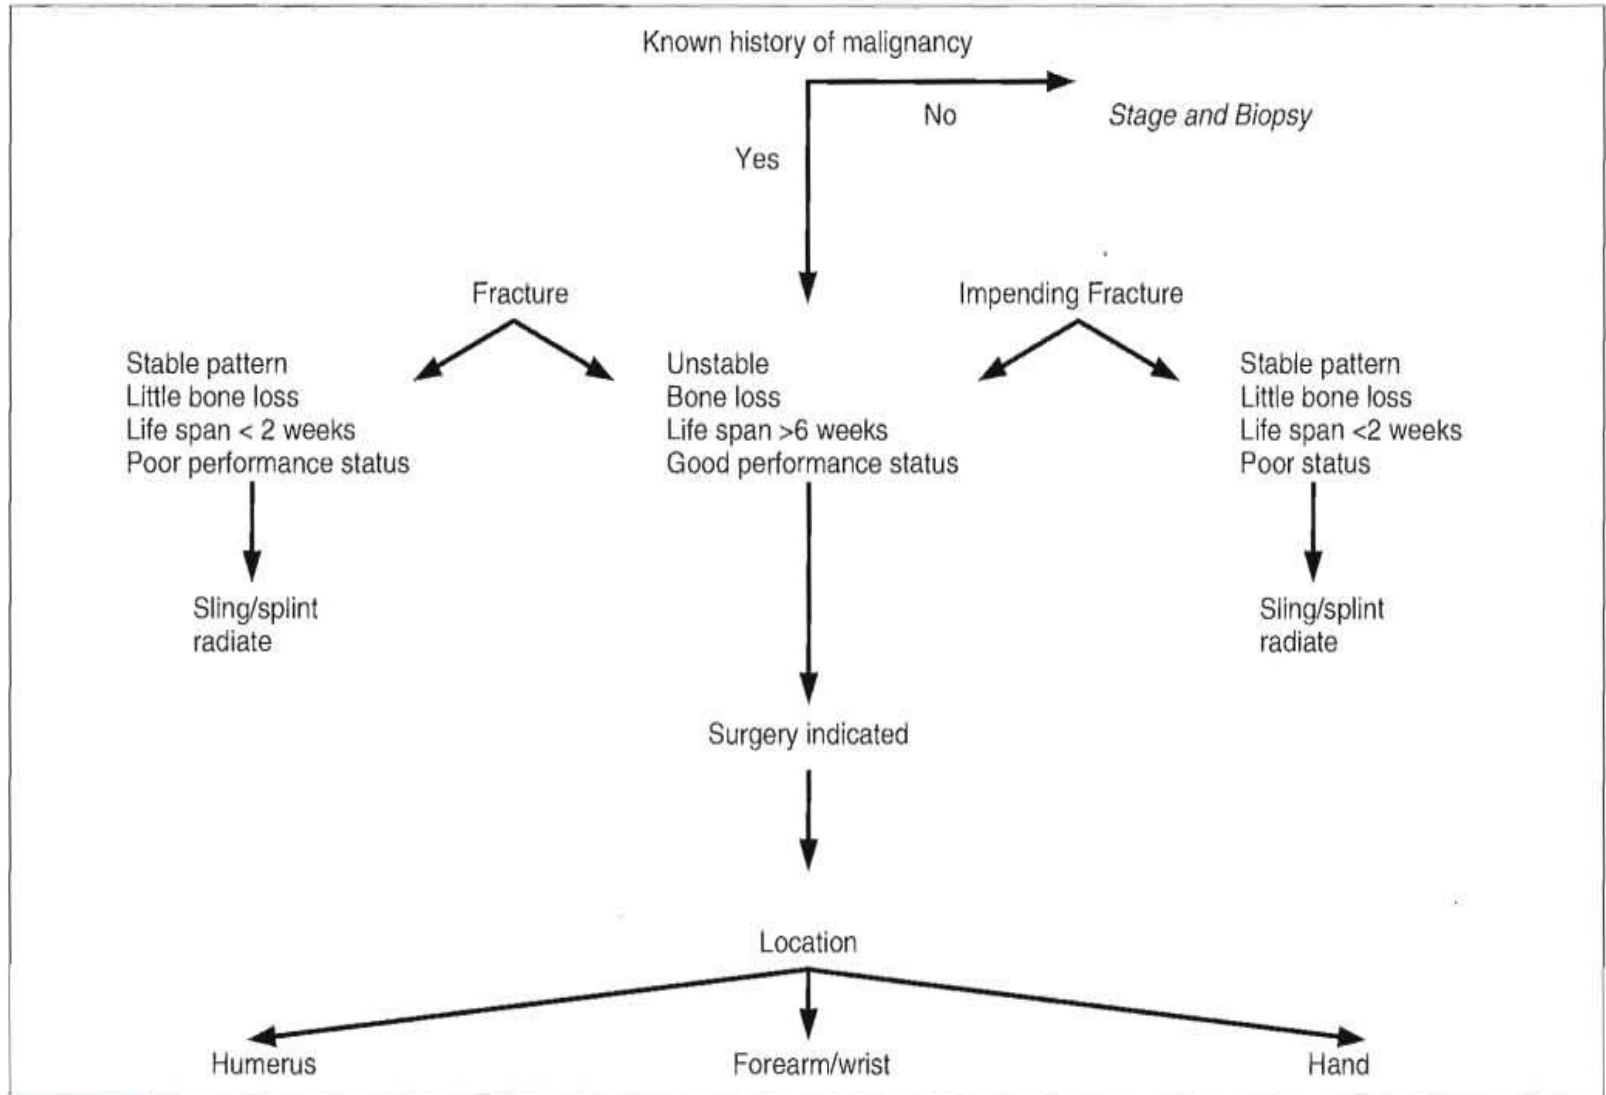 Known history of malignancy
No
Stage and Biopsy
Yes
Fracture
Impending Fracture
Stable pattern
Little bone loss
Life span < 2 weeks
Poor performance status
Unstable
Bone loss
Life span >6 weeks
Good performance status
Stable pattern
Little bone loss
Life span <2 weeks
Poor status
Sling/splint
radiate
Sling/splint
radiate
Surgery indicated
Location
Humerus
Forearm/wrist
Hand